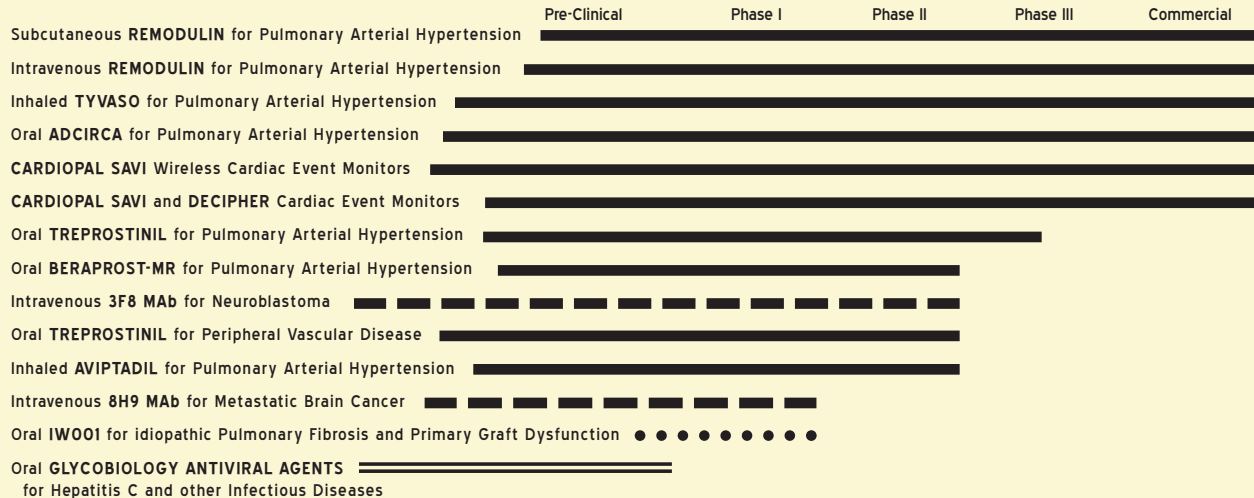 Pre-Clinical Phase I Phase II Phase III Commercial
Subcutaneous REMODULIN for Pulmonary Arterial Hypertension
Intravenous REMODULIN for Pulmonary Arterial Hypertension
Inhaled TYVASO for Pulmonary Arterial Hypertension
Oral ADCIRCA for Pulmonary Arterial Hypertension
CARDIOPAL SAVI Wireless Cardiac Event Monitors
CARDIOPAL SAVI and DECIPHER Cardiac Event Monitors
Oral TREPROSTINIL for Pulmonary Arterial Hypertension
Oral BERAPROST-MR for Pulmonary Arterial Hypertension
Intravenous 3F8 MAb for Neuroblastoma
Oral TREPROSTINIL for Peripheral Vascular Disease
Inhaled AVIPTADIL for Pulmonary Arterial Hypertension
Intravenous 8H9 MAb for Metastatic Brain Cancer
Oral IW001 for idiopathic Pulmonary Fibrosis and Primary Graft Dysfunction
Oral GLYCOBIOLOGY ANTIVIRAL AGENTS
for Hepatitis C and other Infectious Diseases